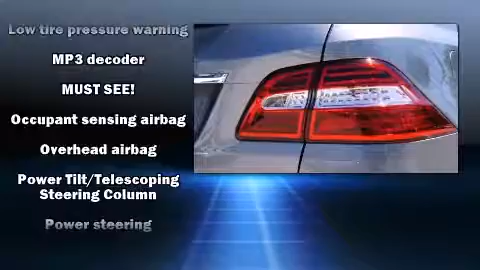 Low tire pressure warning
MP3 decoder
MUST SEE!
Occupant sensing airbag
Overhead airbag
Power Tilt/Telescoping
Steering Column
Power steering